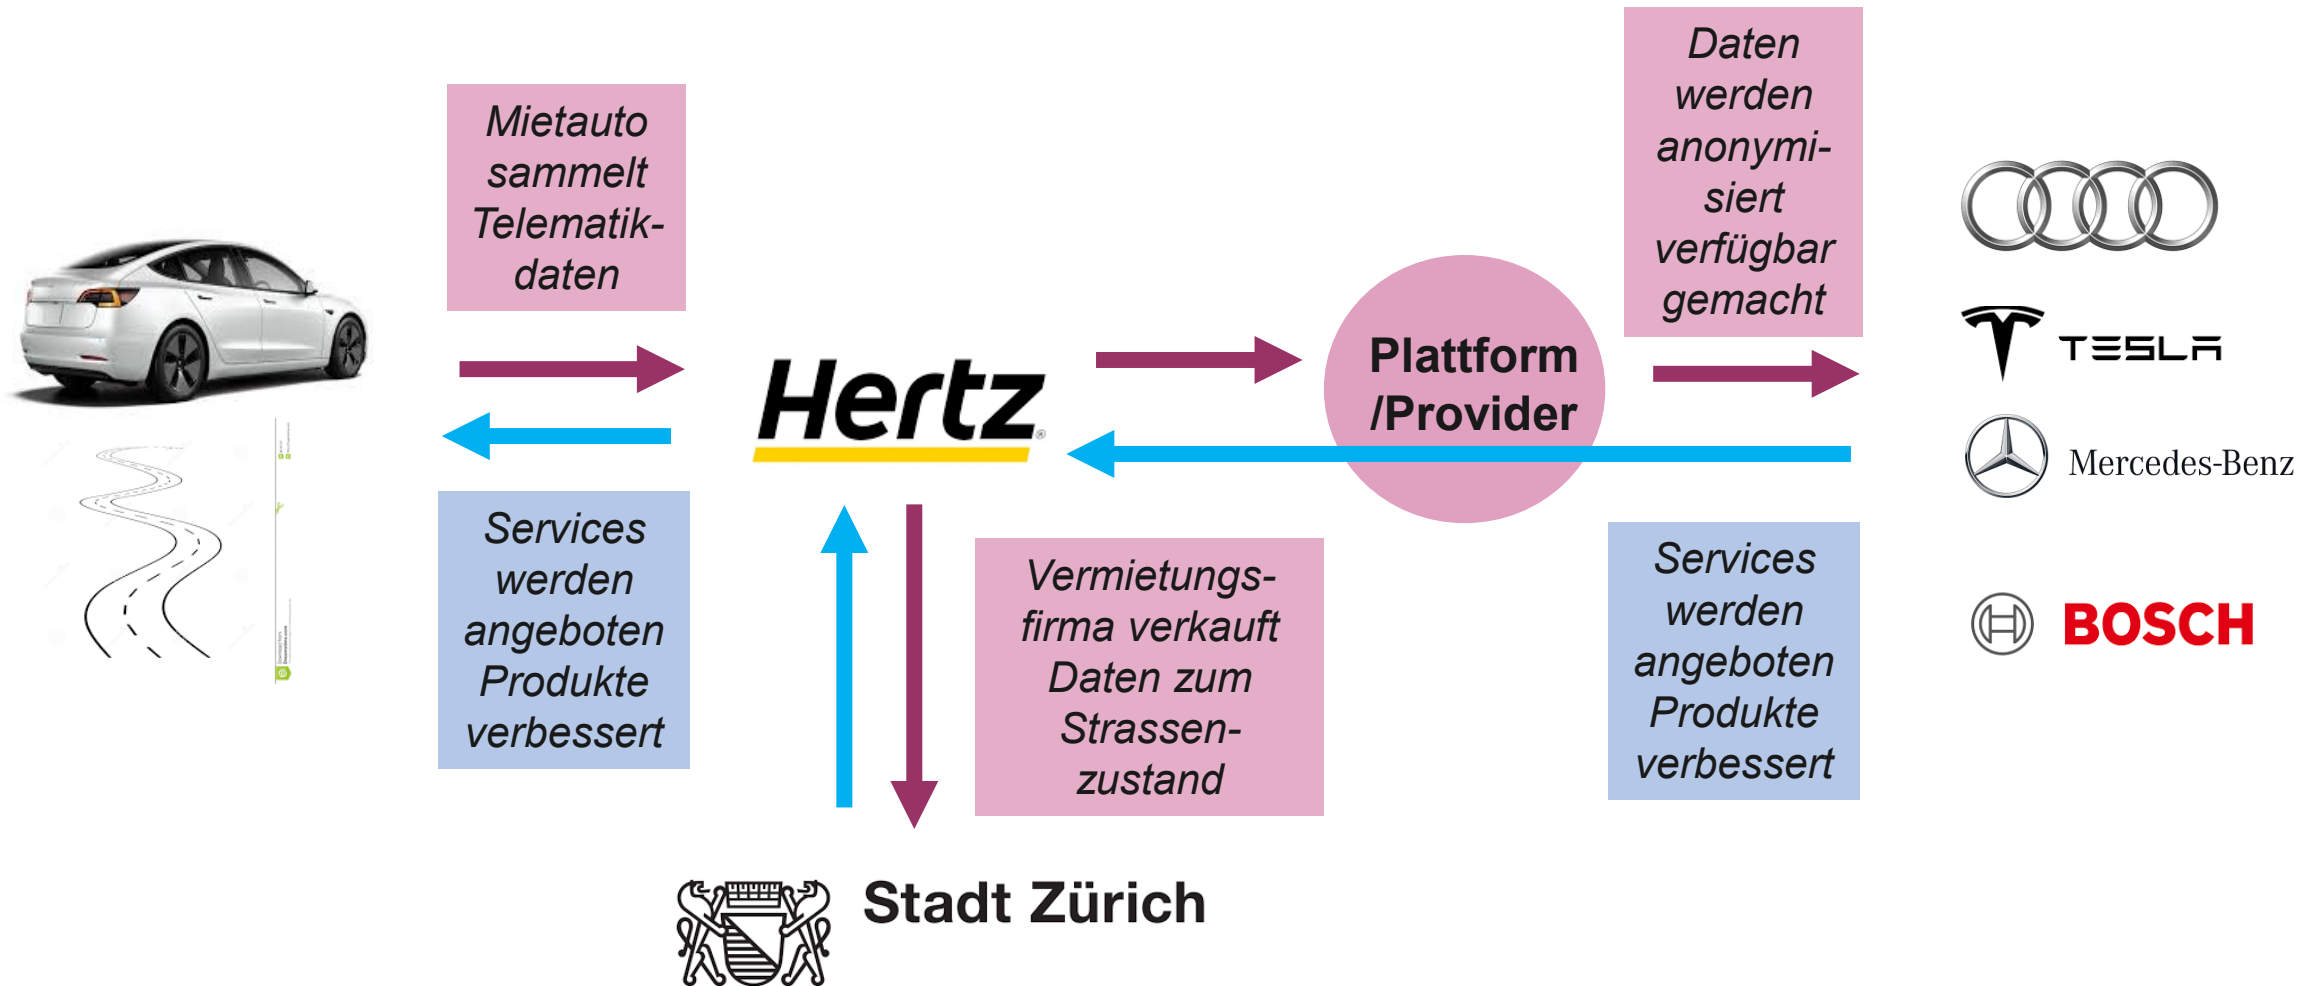 Mietauto
sammelt
Telematik-
daten
Services
werden
angeboten
Produkte
verbessert
Hertz
Vermietungs-
firma verkauft
Daten zum
Strassen-
zustand
Stadt Zürich
Plattform
/Provider
Daten
werden
anonymi-
siert
verfügbar
gemacht
Services
werden
angeboten
Produkte
verbessert
TESLA
Mercedes-Benz
BOSCH